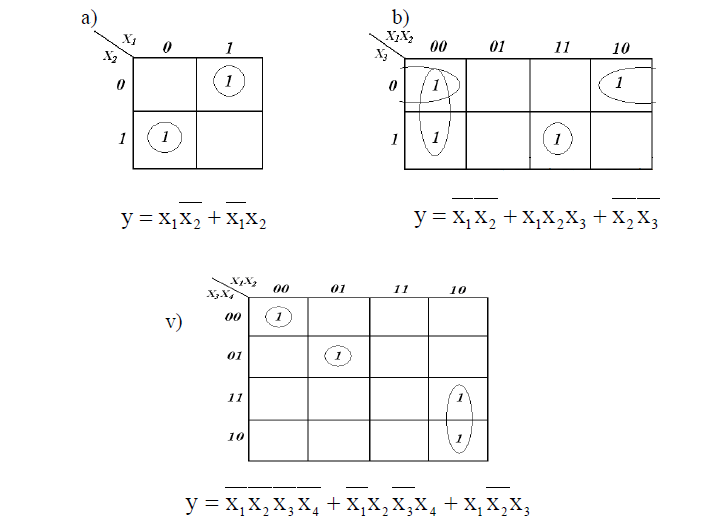 a)
X₁
X₂
0 1
0 1
1 1
y = x₁x̅₂ + x̅₁x₂
b)
X₁X₂
X₃
00 01 11 10
0 1 1
1 1 1
y = x̅₁x̅₂ + x₁x₂x₃ + x̅₂x̅₃
v)
X₁X₂
X₃X₄
00 01 11 10
00 1
01 1
11 1
10 1
y = x̅₁x̅₂x̅₃x̅₄ + x̅₁x₂x̅₃x₄ + x₁x̅₂x₃